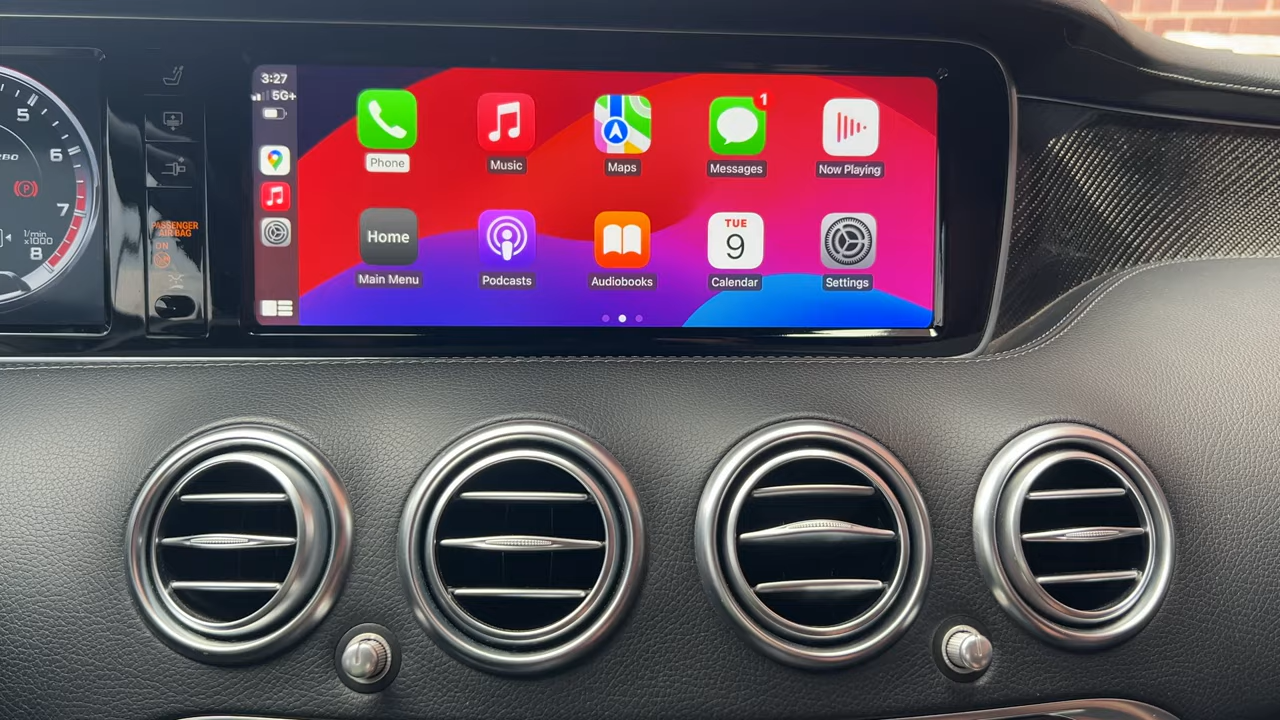 5
6
7
8
(P)
1/min
x1000
PASSENGER
AIR BAG
ON
3:27
5G+
Phone
Music
Maps
1
Messages
Now Playing
Home
Main Menu
Podcasts
Audiobooks
TUE
9
Calendar
Settings